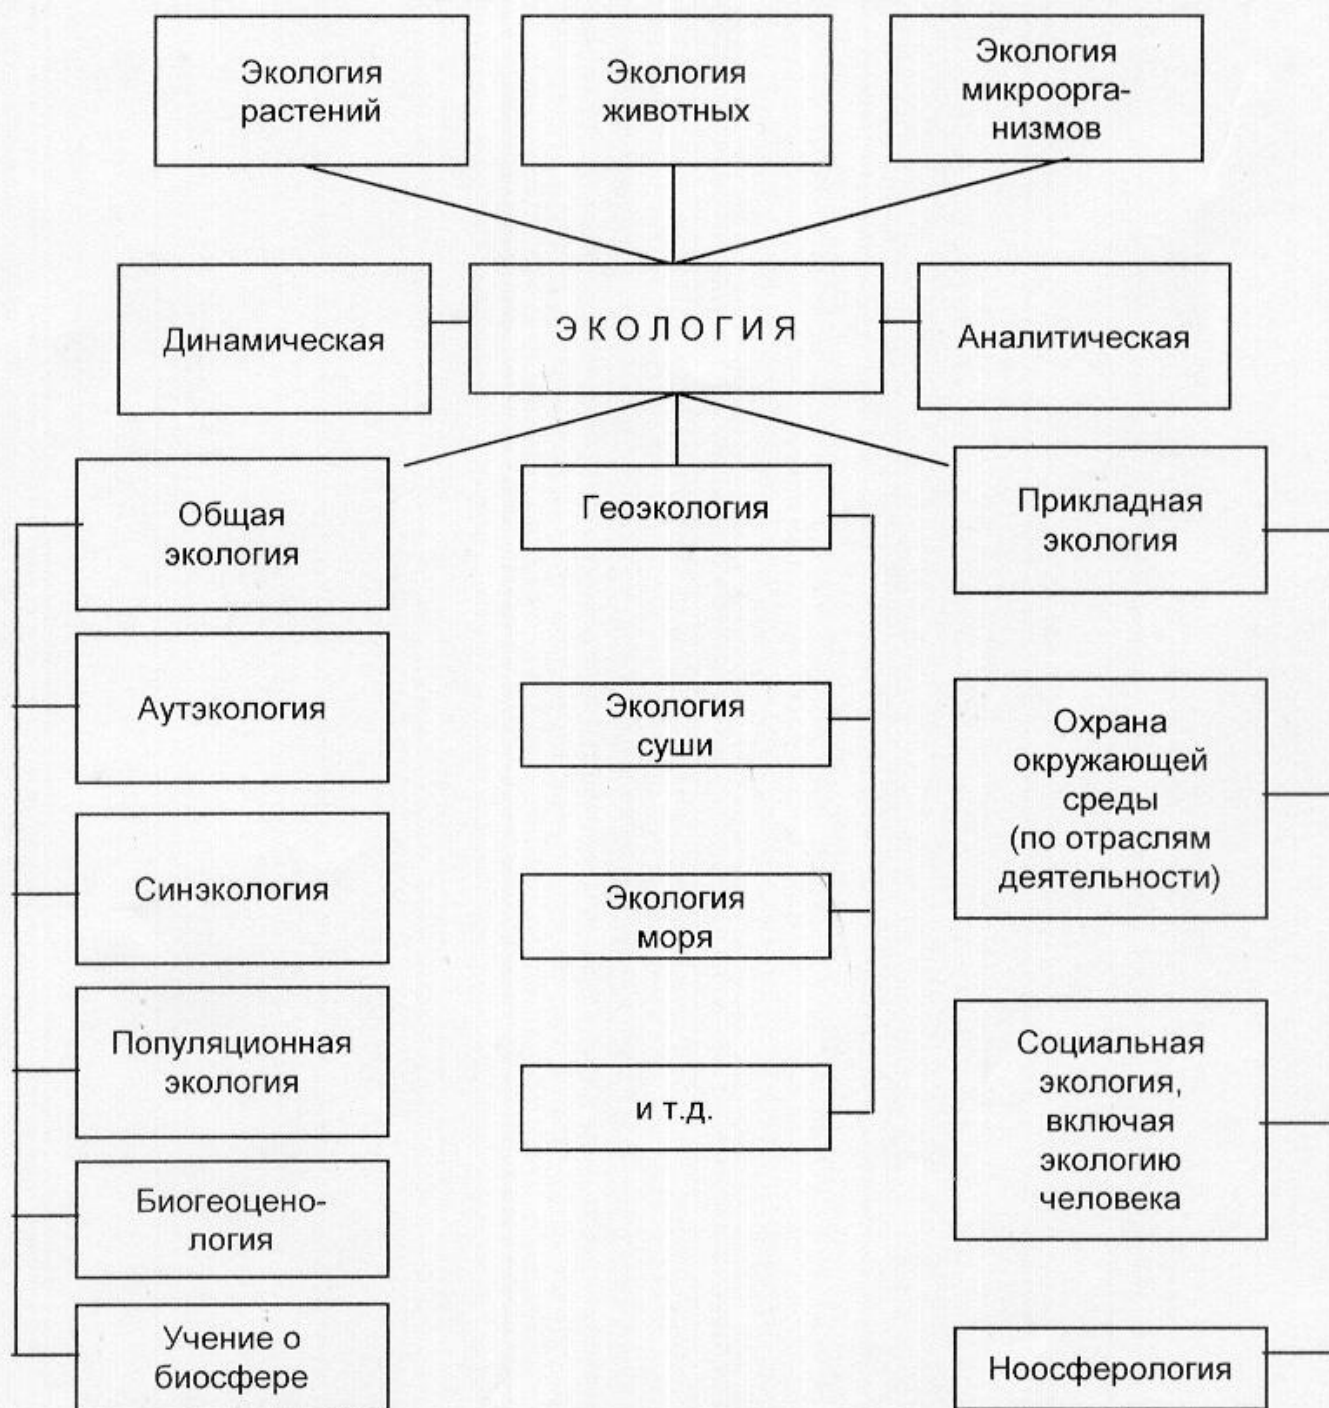 Экология
растений
Экология
животных
Экология
микроорга-
низмов
Динамическая
ЭКОЛОГИЯ
Аналитическая
Общая
экология
Геоэкология
Прикладная
экология
Аутэкология
Экология
суши
Охрана
окружающей
среды
(по отраслям
деятельности)
Синэкология
Экология
моря
Популяционная
экология
и т.д.
Социальная
экология,
включая
экологию
человека
Биогеоцено-
логия
Учение о
биосфере
Ноосферология